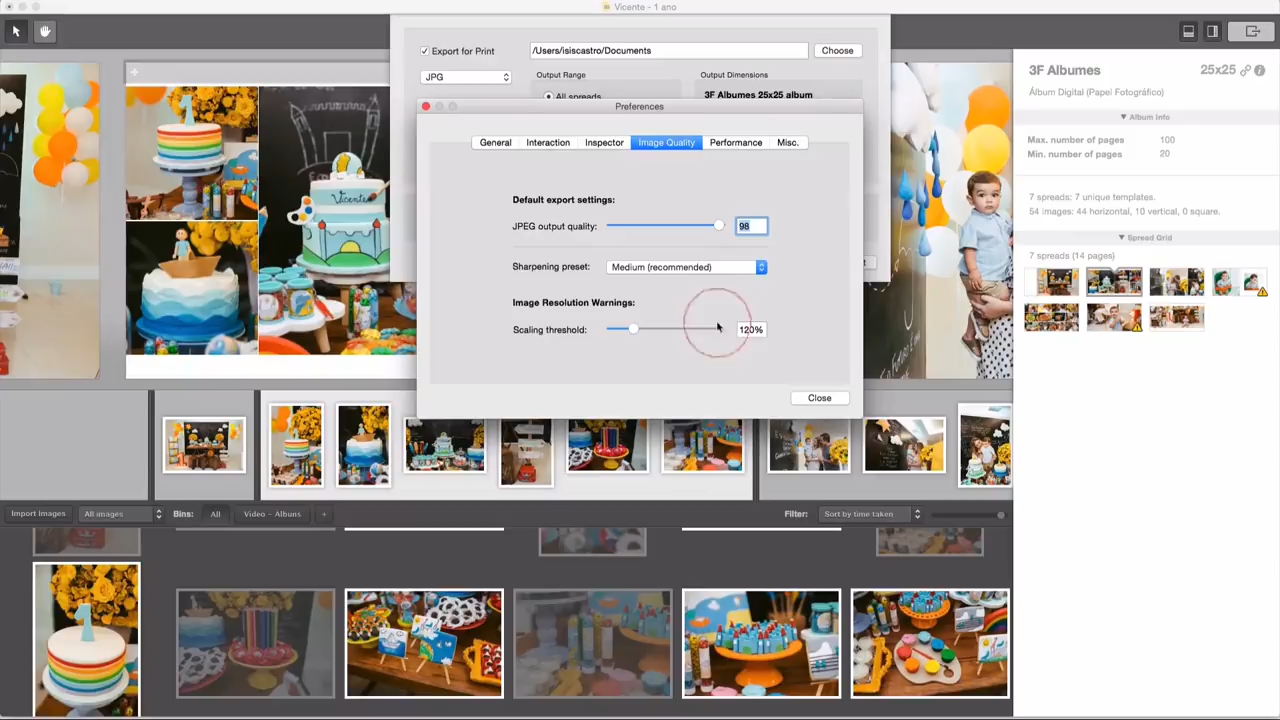 Vicente - 1 ano
Export for Print
/Users/isiscastro/Documents
Choose
JPG
Output Range
Output Dimensions
All spreads
3F Albumes 25x25 album
Preferences
General
Interaction
Inspector
Image Quality
Performance
Misc.
Default export settings:
JPEG output quality:
98
Sharpening preset:
Medium (recommended)
Image Resolution Warnings:
Scaling threshold:
120%
Close
3F Albumes
25x25
Álbum Digital (Papel Fotográfico)
Album Info
Max. number of pages
100
Min. number of pages
20
7 spreads: 7 unique templates.
54 images: 44 horizontal, 10 vertical, 0 square.
Spread Grid
7 spreads (14 pages)
Vicente
Import Images
All images
Bins:
All
Video - Álbuns
+
Filter:
Sort by time taken